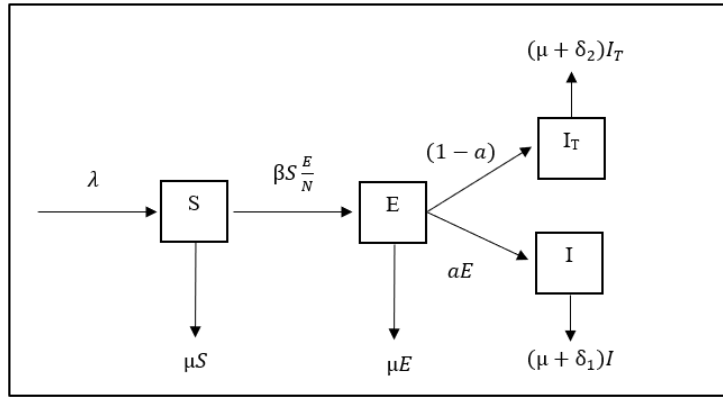 (μ + δ₂)I_T
I_T
(1 − a)
λ
βS E/N
S
E
I
aE
μS
μE
(μ + δ₁)I